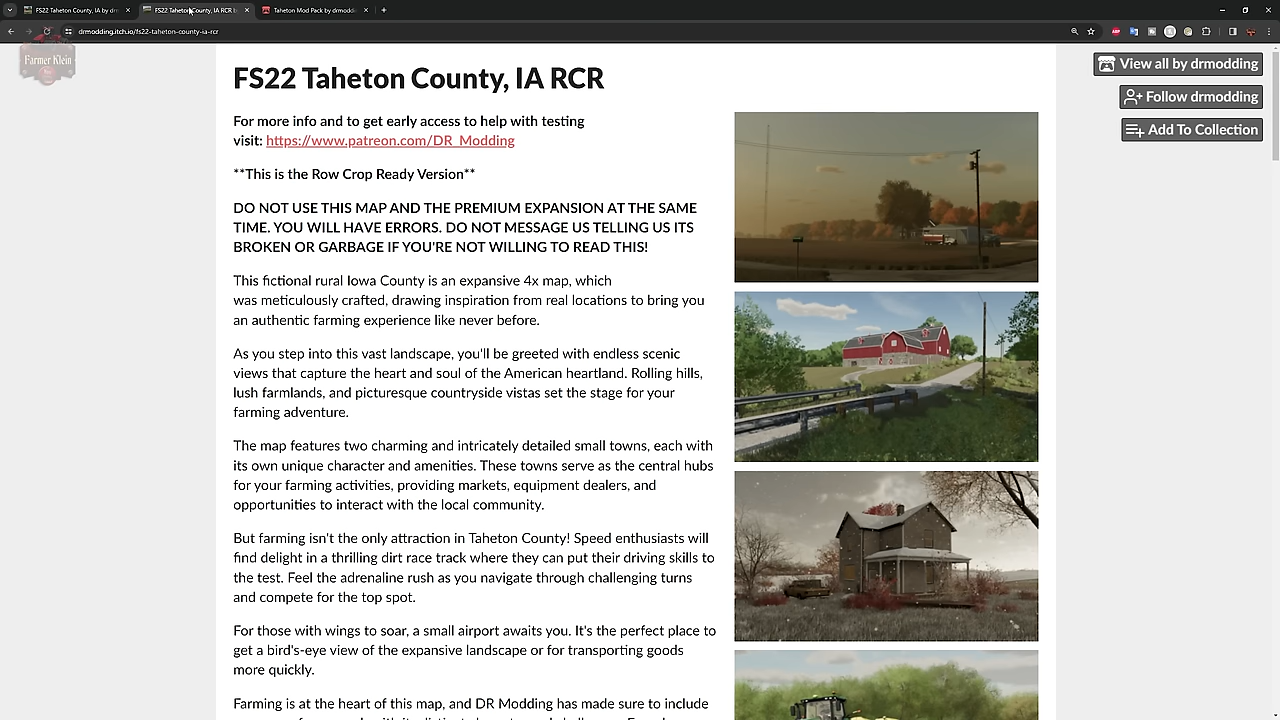 FS22 Taheton County, IA by dr
FS22 Taheton County, IA RCR b
Taheton Mod Pack by drmoddi
drmodding.itch.io/fs22-taheton-county-ia-rcr
Farmer Klein
View all by drmodding
Follow drmodding
Add To Collection
FS22 Taheton County, IA RCR
For more info and to get early access to help with testing
visit: https://www.patreon.com/DR_Modding
**This is the Row Crop Ready Version**
DO NOT USE THIS MAP AND THE PREMIUM EXPANSION AT THE SAME
TIME. YOU WILL HAVE ERRORS. DO NOT MESSAGE US TELLING US ITS
BROKEN OR GARBAGE IF YOU'RE NOT WILLING TO READ THIS!
This fictional rural Iowa County is an expansive 4x map, which
was meticulously crafted, drawing inspiration from real locations to bring you
an authentic farming experience like never before.
As you step into this vast landscape, you'll be greeted with endless scenic
views that capture the heart and soul of the American heartland. Rolling hills,
lush farmlands, and picturesque countryside vistas set the stage for your
farming adventure.
The map features two charming and intricately detailed small towns, each with
its own unique character and amenities. These towns serve as the central hubs
for your farming activities, providing markets, equipment dealers, and
opportunities to interact with the local community.
But farming isn't the only attraction in Taheton County! Speed enthusiasts will
find delight in a thrilling dirt race track where they can put their driving skills to
the test. Feel the adrenaline rush as you navigate through challenging turns
and compete for the top spot.
For those with wings to soar, a small airport awaits you. It's the perfect place to
get a bird's-eye view of the expansive landscape or for transporting goods
more quickly.
Farming is at the heart of this map, and DR Modding has made sure to include